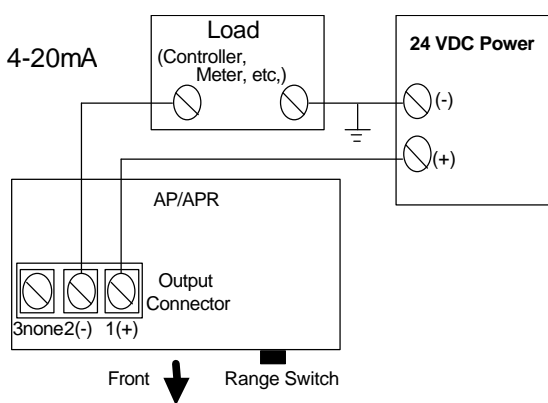 4-20mA
Load
(Controller,
Meter, etc,)
24 VDC Power
(-)
(+)
AP/APR
Output
Connector
3none2(-) 1(+)
Front
Range Switch